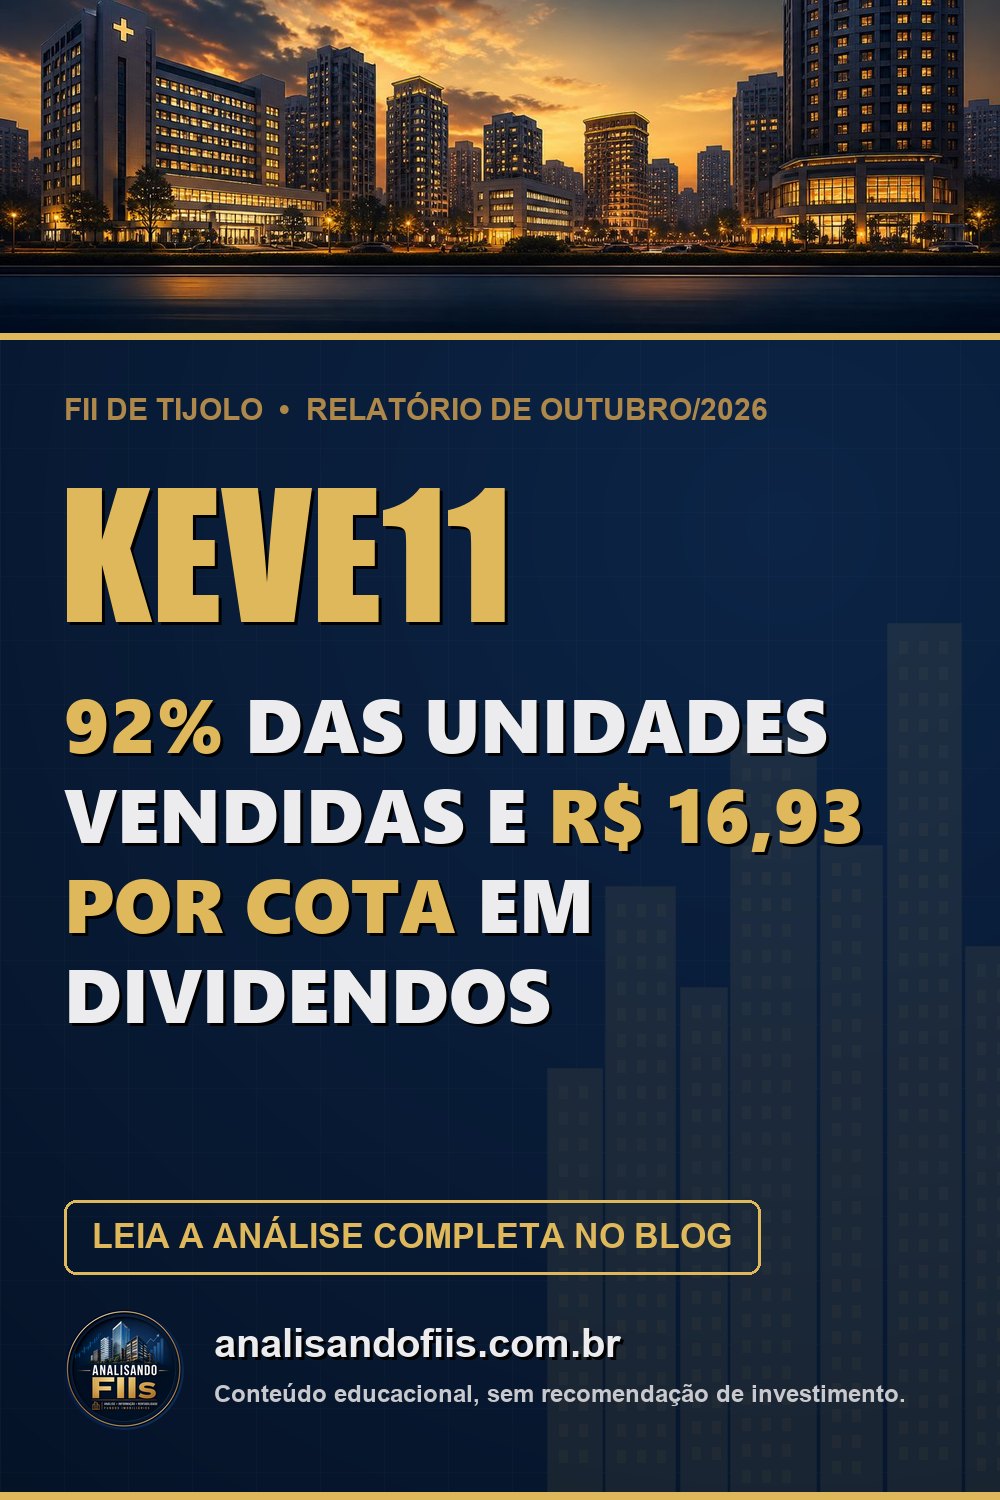 FII DE TIJOLO • RELATÓRIO DE OUTUBRO/2026
KEVE11
92% DAS UNIDADES
VENDIDAS E R$ 16,93
POR COTA EM
DIVIDENDOS
LEIA A ANÁLISE COMPLETA NO BLOG
analisandofiis.com.br
Conteúdo educacional, sem recomendação de investimento.
ANALISANDO
FIIs